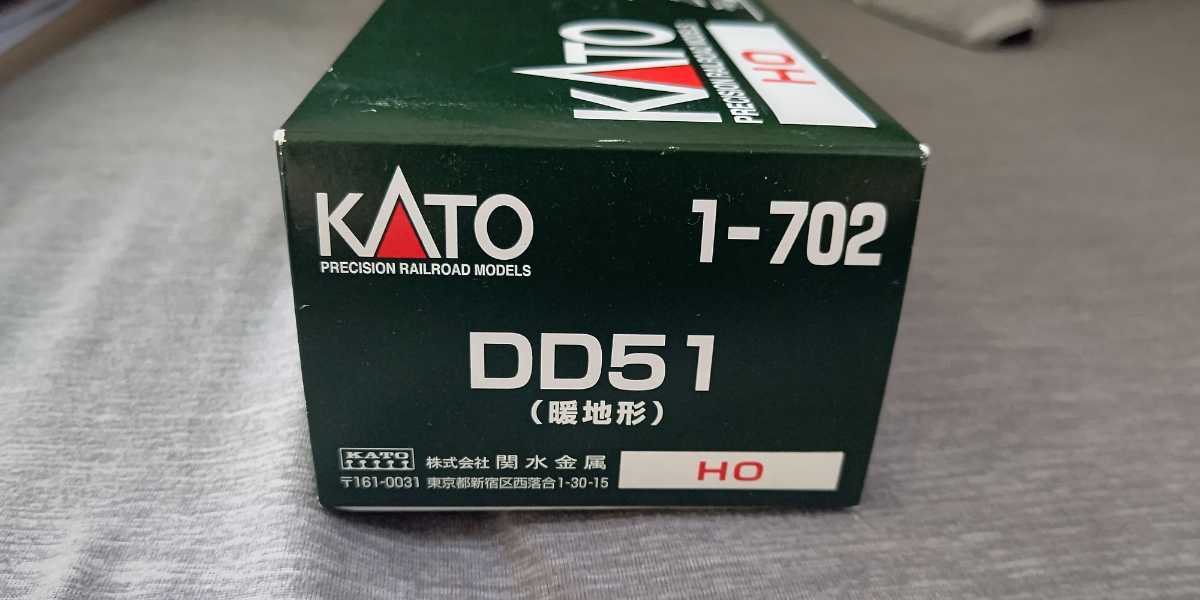 KATO
PRECISION RAILROAD MODELS
HO
KATO
PRECISION RAILROAD MODELS
1-702
DD51
(暖地形)
KATO
株式会社 関水金属
〒161-0031 東京都新宿区西落合1-30-15
HO